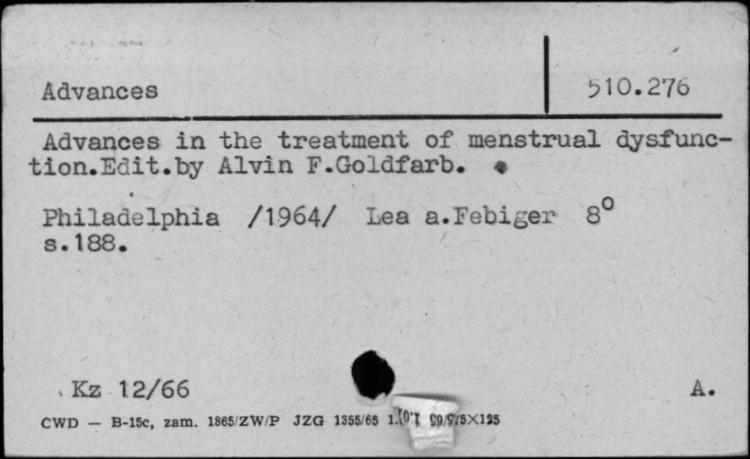 Advances 510.276
Advances in the treatment of menstrual dysfunc-
tion.Edit.by Alvin F.Goldfarb.
Philadelphia /1964/ Lea a.Febiger 8°
s.188.
Kz 12/66 A.
CWD — B-15c, zam. 1865/ZW/P JZG 1355/65